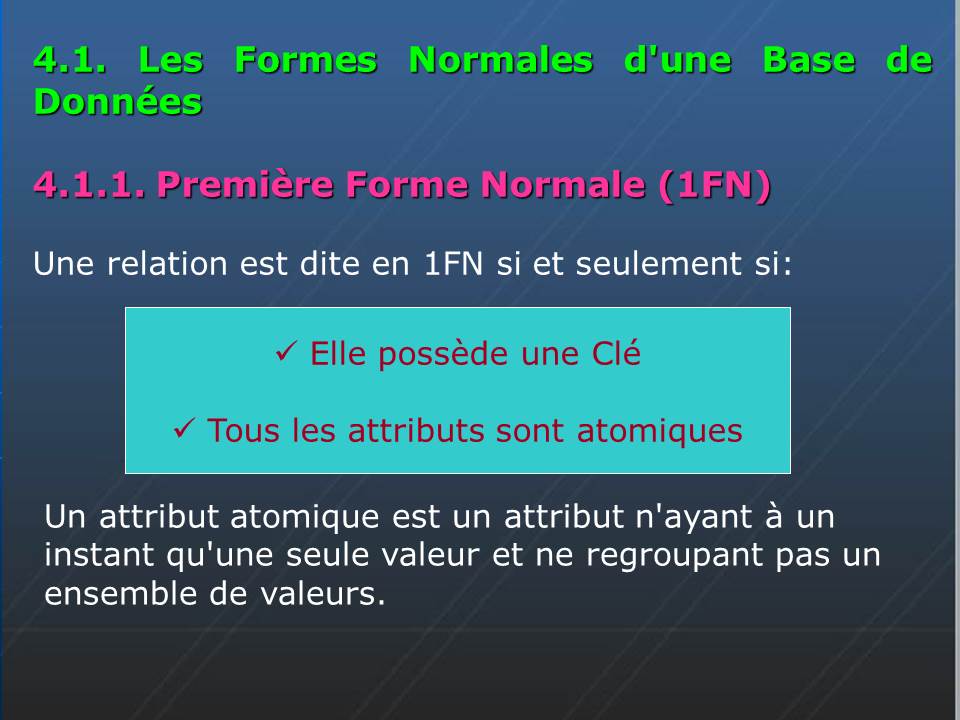 4.1. Les Formes Normales d'une Base de
Données
4.1.1. Première Forme Normale (1FN)
Une relation est dite en 1FN si et seulement si:
✓ Elle possède une Clé
✓ Tous les attributs sont atomiques
Un attribut atomique est un attribut n'ayant à un
instant qu'une seule valeur et ne regroupant pas un
ensemble de valeurs.